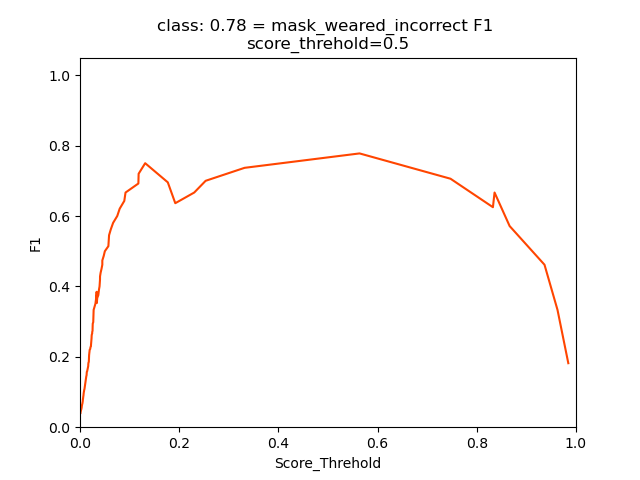 class: 0.78 = mask_weared_incorrect F1
score_threhold=0.5
1.0
0.8
0.6
0.4
0.2
0.0
F1
0.0 0.2 0.4 0.6 0.8 1.0
Score_Threhold